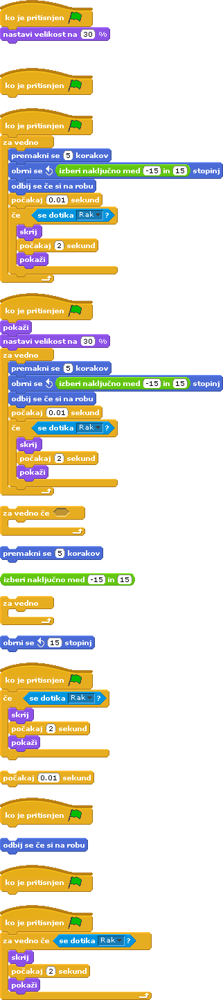 ko je pritisnjen
nastavi velikost na 30 %
ko je pritisnjen
ko je pritisnjen
za vedno
premakni se 5 korakov
obrni se izberi naključno med -15 in 15 stopinj
odbij se če si na robu
počakaj 0.01 sekund
če se dotika Rak ?
skrij
počakaj 2 sekund
pokaži
ko je pritisnjen
pokaži
nastavi velikost na 30 %
za vedno
premakni se 5 korakov
obrni se izberi naključno med -15 in 15 stopinj
odbij se če si na robu
počakaj 0.01 sekund
če se dotika Rak ?
skrij
počakaj 2 sekund
pokaži
za vedno če
premakni se 5 korakov
izberi naključno med -15 in 15
za vedno
obrni se 15 stopinj
ko je pritisnjen
če se dotika Rak ?
skrij
počakaj 2 sekund
pokaži
počakaj 0.01 sekund
ko je pritisnjen
odbij se če si na robu
ko je pritisnjen
ko je pritisnjen
za vedno če se dotika Rak ?
skrij
počakaj 2 sekund
pokaži